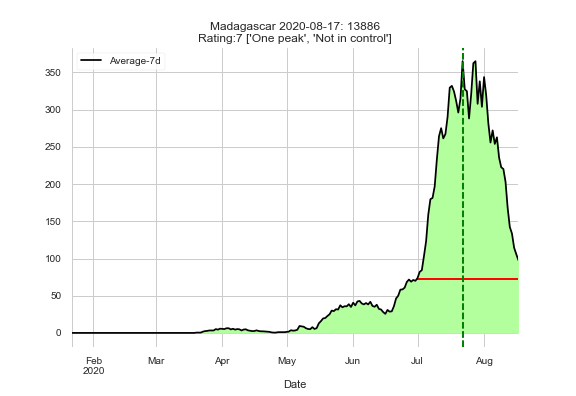 Madagascar 2020-08-17: 13886
Rating:7 ['One peak', 'Not in control']
Average-7d
350
300
250
200
150
100
50
0
Feb
2020
Mar
Apr
May
Jun
Jul
Aug
Date